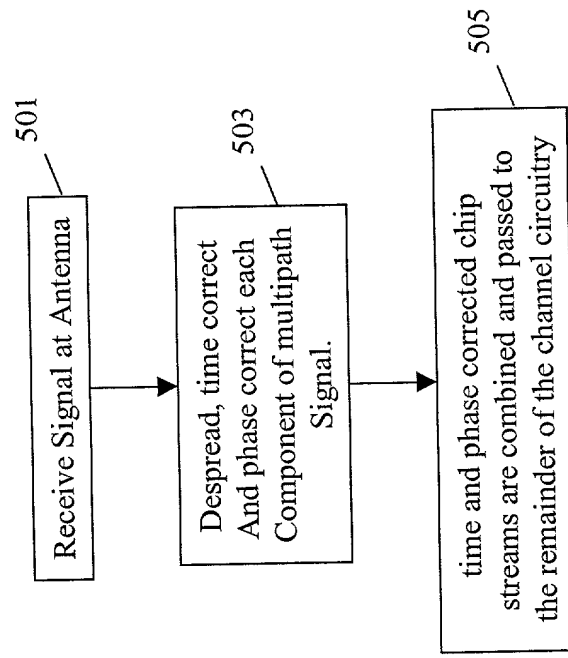 501
Receive Signal at Antenna
503
Despread, time correct
And phase correct each
Component of multipath
Signal.
505
time and phase corrected chip
streams are combined and passed to
the remainder of the channel circuitry